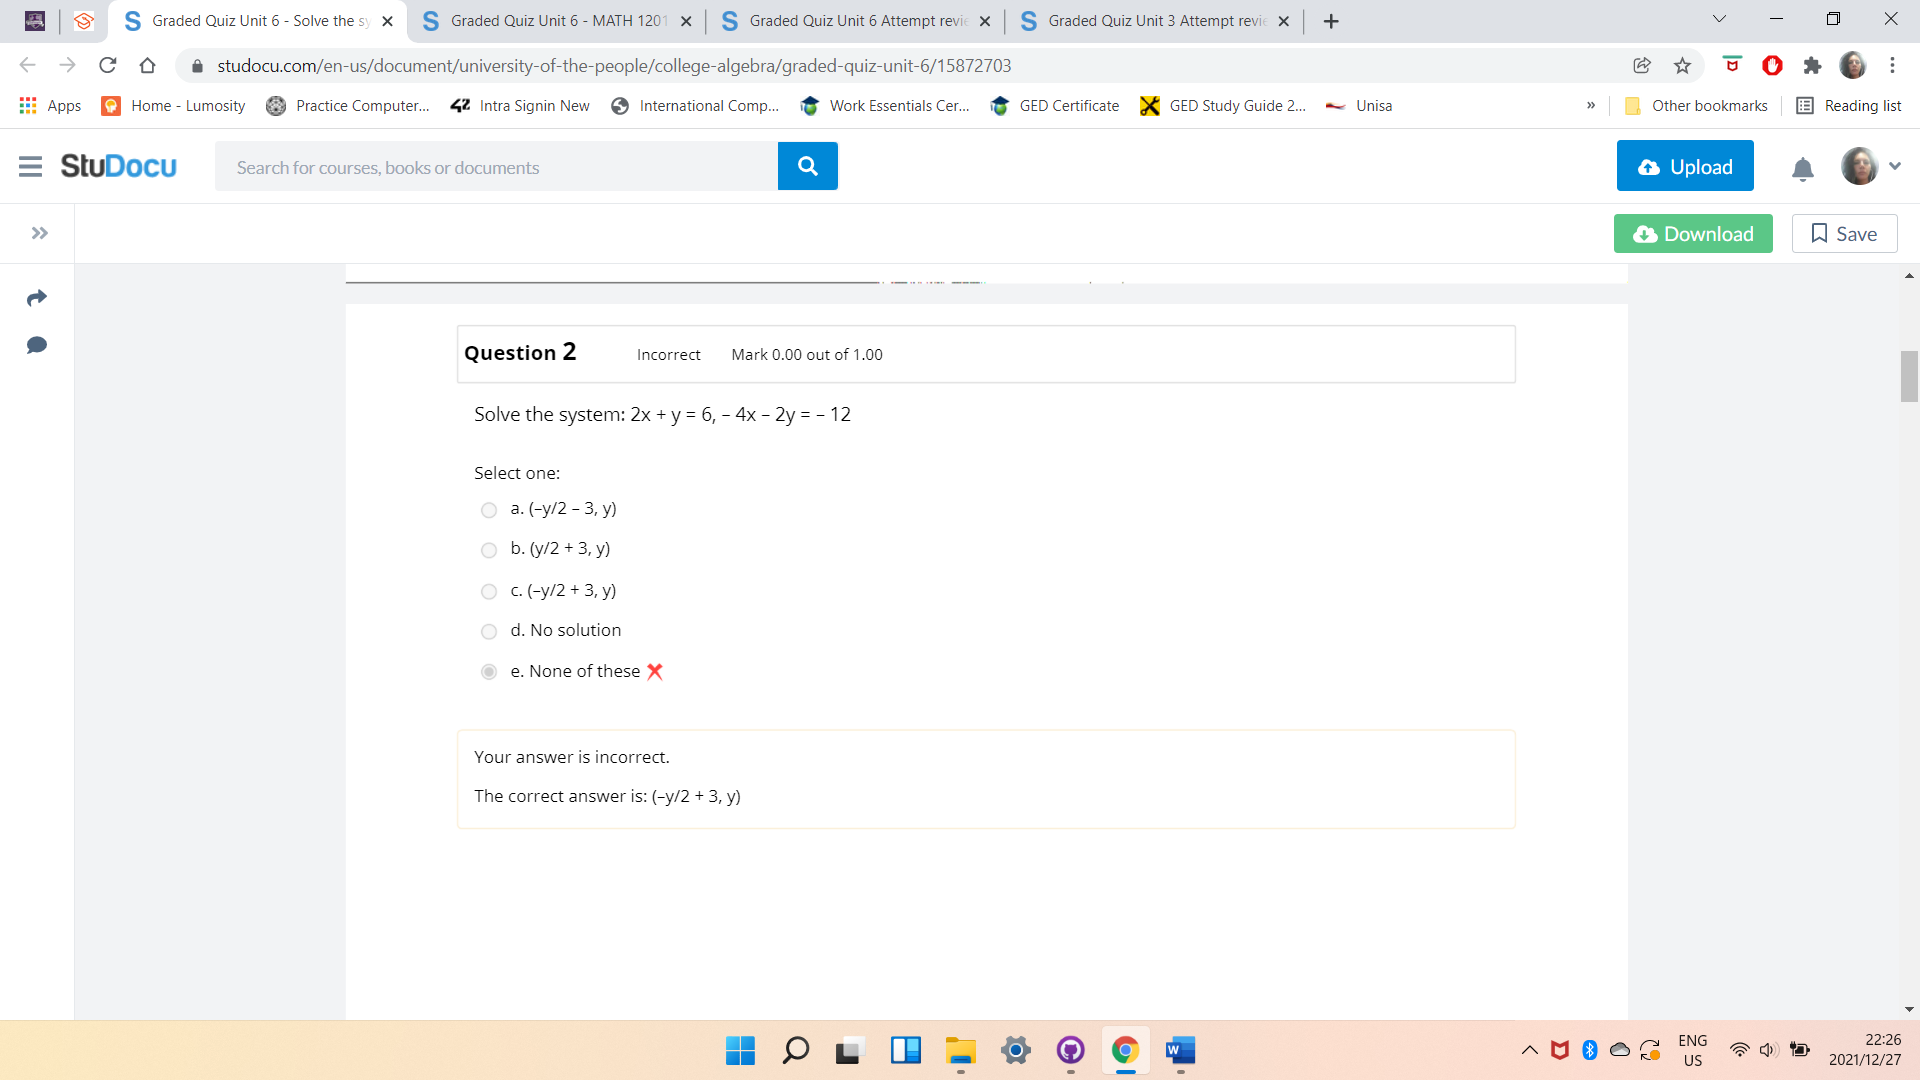 Graded Quiz Unit 6 - Solve the sy
Graded Quiz Unit 6 - MATH 1201
Graded Quiz Unit 6 Attempt revie
Graded Quiz Unit 3 Attempt revie
studocu.com/en-us/document/university-of-the-people/college-algebra/graded-quiz-unit-6/15872703
Apps
Home - Lumosity
Practice Computer...
Intra Signin New
International Comp...
Work Essentials Cer...
GED Certificate
GED Study Guide 2...
Unisa
»
Other bookmarks
Reading list
StuDocu
Search for courses, books or documents
Upload
Download
Save
Question 2 Incorrect Mark 0.00 out of 1.00
Solve the system: 2x + y = 6, – 4x – 2y = – 12
Select one:
a. (–y/2 – 3, y)
b. (y/2 + 3, y)
c. (–y/2 + 3, y)
d. No solution
e. None of these
Your answer is incorrect.
The correct answer is: (–y/2 + 3, y)
ENG
US
22:26
2021/12/27